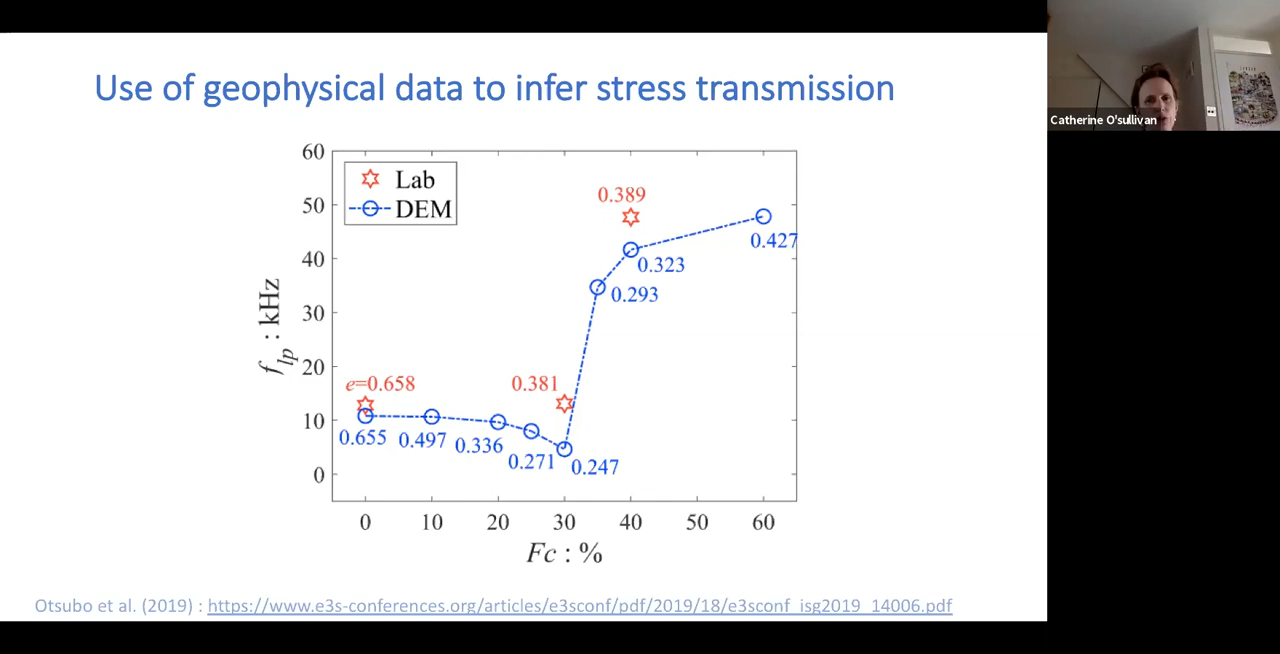 Use of geophysical data to infer stress transmission
Catherine O'sullivan
60
50
40
30
20
10
0
f_lp : kHz
Lab
DEM
0.389
0.427
0.323
0.293
e=0.658
0.381
0.655
0.497
0.336
0.271
0.247
0 10 20 30 40 50 60
Fc : %
Otsubo et al. (2019) : https://www.e3s-conferences.org/articles/e3sconf/pdf/2019/18/e3sconf_isg2019_14006.pdf